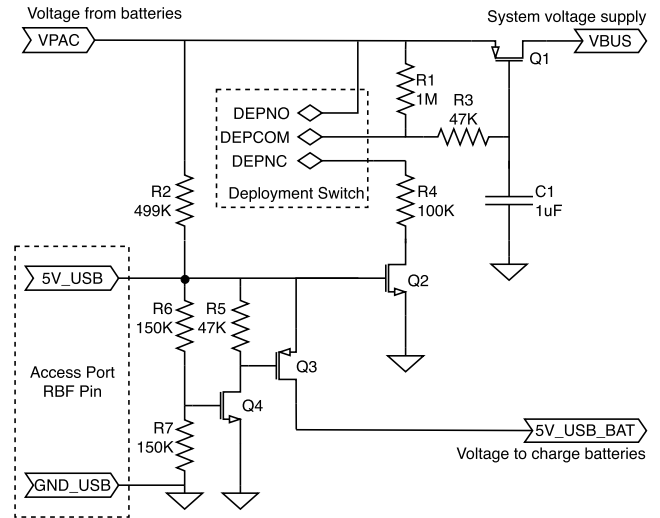 Voltage from batteries
System voltage supply
VPAC
VBUS
Q1
R1
1M
R3
47K
DEPNO
DEPCOM
DEPNC
Deployment Switch
R2
499K
R4
100K
C1
1uF
5V_USB
Q2
R6
150K
R5
47K
Q3
Access Port
RBF Pin
Q4
R7
150K
5V_USB_BAT
Voltage to charge batteries
GND_USB